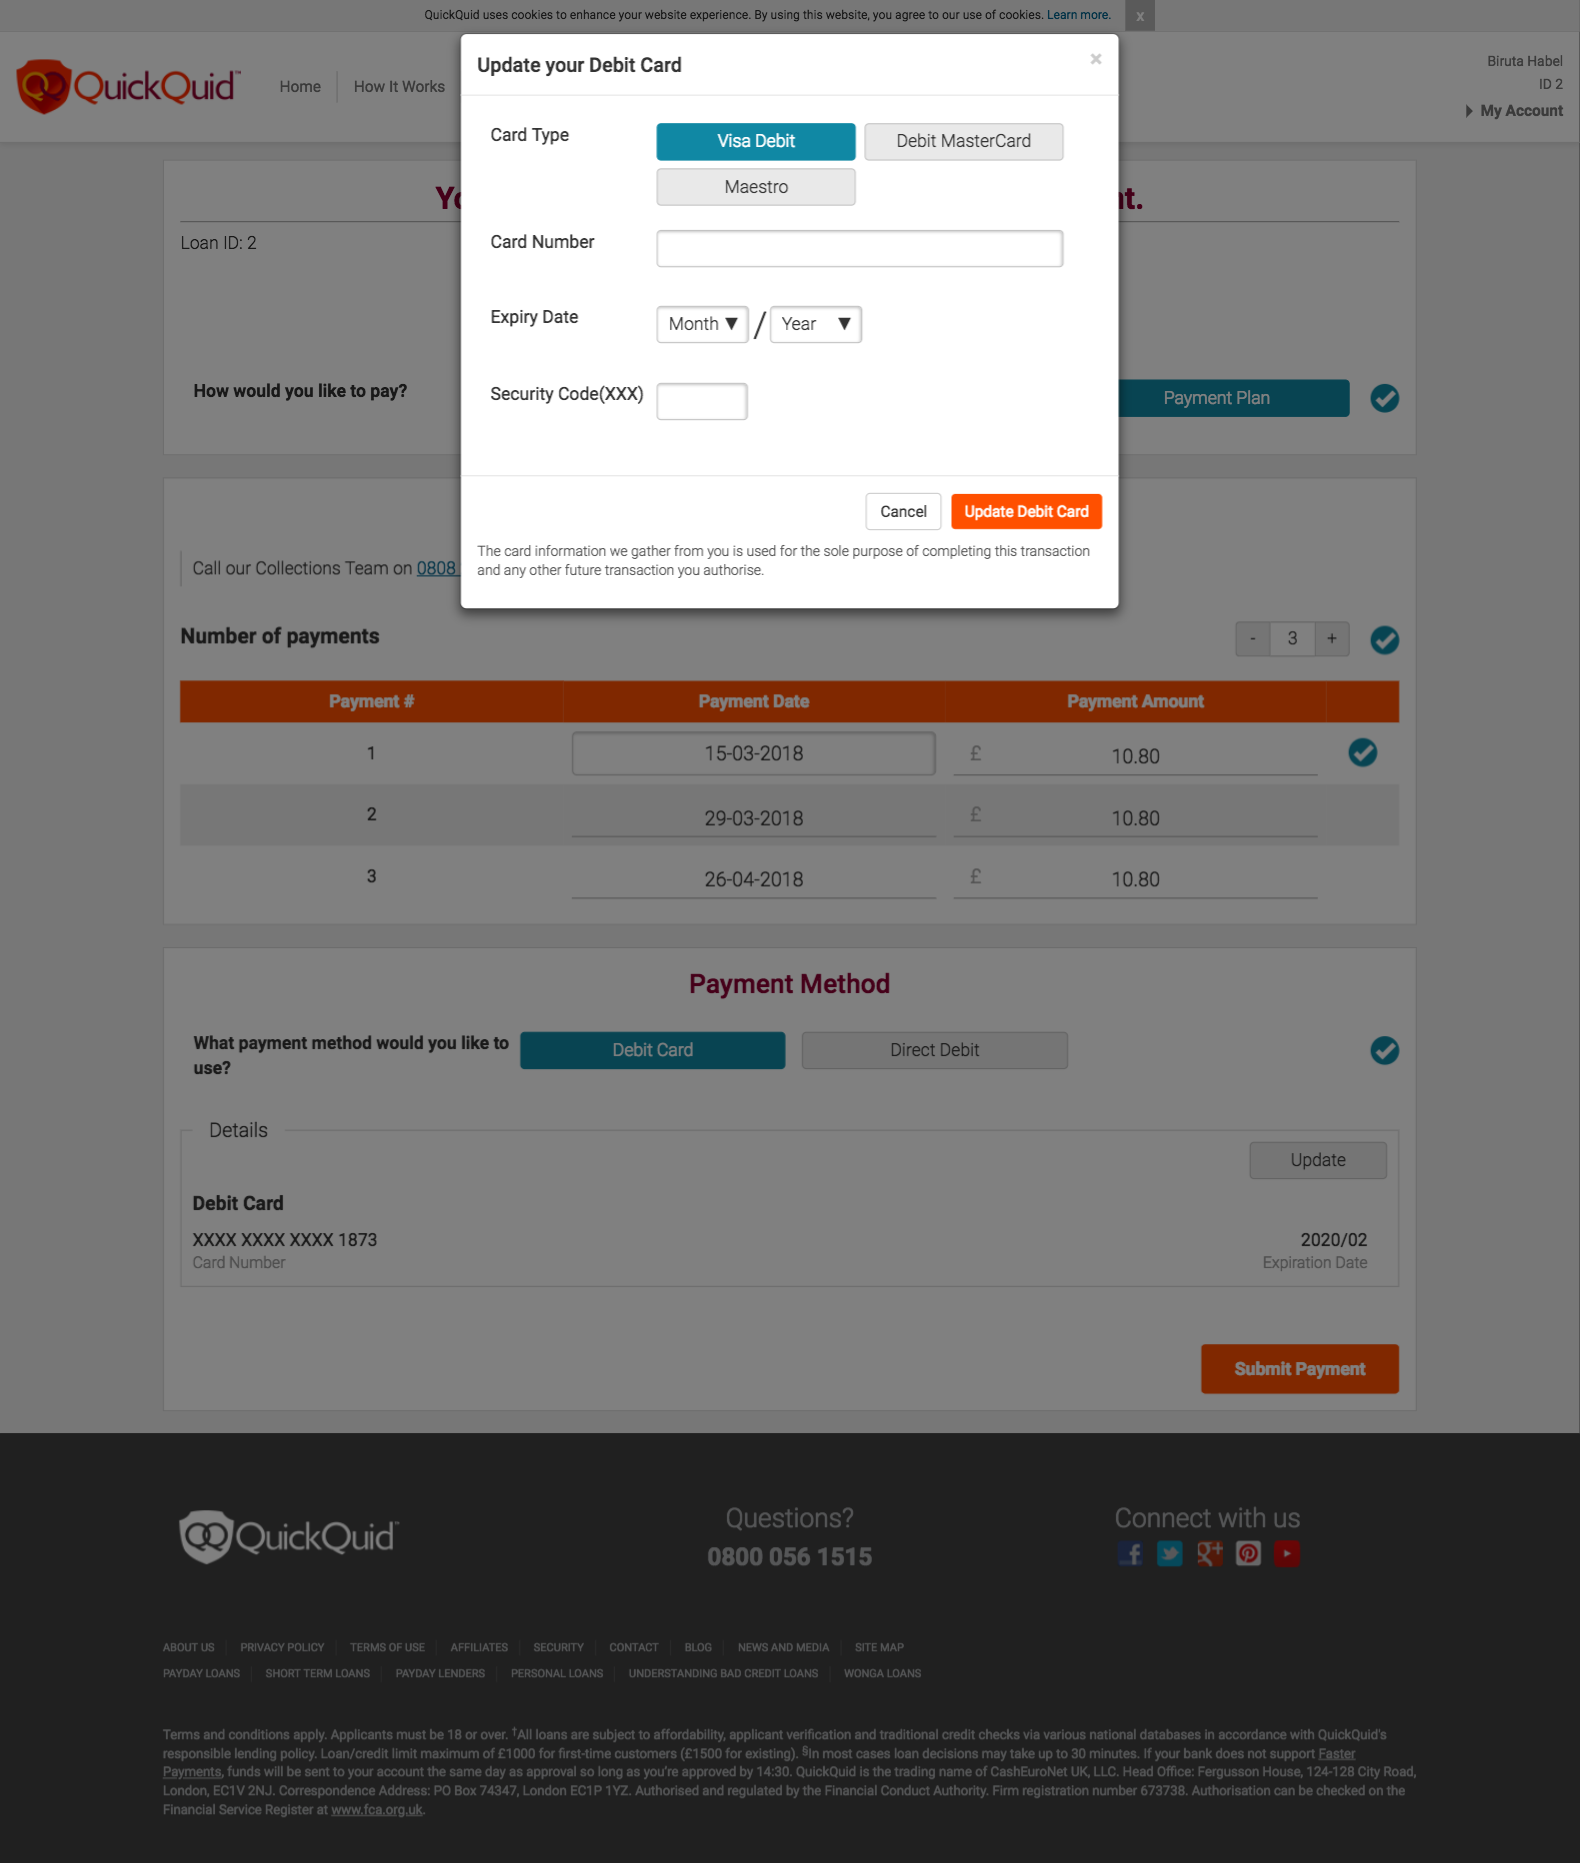 QuickQuid uses cookies to enhance your website experience. By using this website, you agree to our use of cookies. Learn more. x
QuickQuid™
Home
How It Works
Biruta Habel
ID 2
My Account
Update your Debit Card
×
Card Type
Visa Debit
Debit MasterCard
Maestro
Card Number
Expiry Date
Month ▼ / Year ▼
Security Code(XXX)
Cancel
Update Debit Card
The card information we gather from you is used for the sole purpose of completing this transaction
and any other future transaction you authorise.
Loan ID: 2
How would you like to pay?
Payment Plan
Call our Collections Team on 0808
Number of payments
- 3 +
Payment # Payment Date Payment Amount
1 15-03-2018 £ 10.80
2 29-03-2018 £ 10.80
3 26-04-2018 £ 10.80
Payment Method
What payment method would you like to
use?
Debit Card
Direct Debit
Details
Update
Debit Card
XXXX XXXX XXXX 1873
Card Number
2020/02
Expiration Date
Submit Payment
QuickQuid™
Questions?
0800 056 1515
Connect with us
ABOUT US PRIVACY POLICY TERMS OF USE AFFILIATES SECURITY CONTACT BLOG NEWS AND MEDIA SITE MAP
PAYDAY LOANS SHORT TERM LOANS PAYDAY LENDERS PERSONAL LOANS UNDERSTANDING BAD CREDIT LOANS WONGA LOANS
Terms and conditions apply. Applicants must be 18 or over. †All loans are subject to affordability, applicant verification and traditional credit checks via various national databases in accordance with QuickQuid's
responsible lending policy. Loan/credit limit maximum of £1000 for first-time customers (£1500 for existing). §In most cases loan decisions may take up to 30 minutes. If your bank does not support Faster
Payments, funds will be sent to your account the same day as approval so long as you're approved by 14:30. QuickQuid is the trading name of CashEuroNet UK, LLC. Head Office: Fergusson House, 124-128 City Road,
London, EC1V 2NJ. Correspondence Address: PO Box 74347, London EC1P 1YZ. Authorised and regulated by the Financial Conduct Authority. Firm registration number 673738. Authorisation can be checked on the
Financial Service Register at www.fca.org.uk.